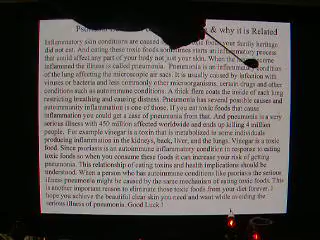 Psoriasis & why it is Related
Inflammatory skin conditions are caused foods your family heritage
did not eat. And eating these toxic foods sometimes starts an inflammatory process
that could affect any part of your body not just your skin. When the become
inflammed the illness is called pneumonia. Pneumonia is an inflammatory condition
of the lung affecting the microscopic air sacs. It is usually caused by infection with
viruses or bacteria and less commonly other microorganisms, certain drugs and other
conditions such as autoimmune conditions. A thick flem coats the inside of each lung
restricting breathing and causing illness. Pneumonia has several possible causes and
autoimmunity inflammation is one of those. If you eat toxic foods that cause
inflammation you could get a case of pneumonia from that. And pneumonia is a very
serious illness with 450 million affected worldwide and ends up killing 4 million
people. For example vinegar is a toxin that is metabolized in some individuals
producing inflammation in the kidneys, back, liver, and the lungs. Vinegar is a toxic
food. Since psoriasis is an autoimmune inflammatory condition in response to eating
toxic foods so when you consume these foods it can increase your risk of getting
pneumonia. This relationship of eating toxins and health implications should be
understood. When a person who has autoimmune conditions like psoriasis the serious
illness pneumonia might be caused by the same mechanism of eating toxic foods. This
is another important reason to eliminate those toxic foods from your diet forever. I
hope you achieve the beautiful clear skin you need and want while avoiding the
serious illness of pneumonia. Good Luck!